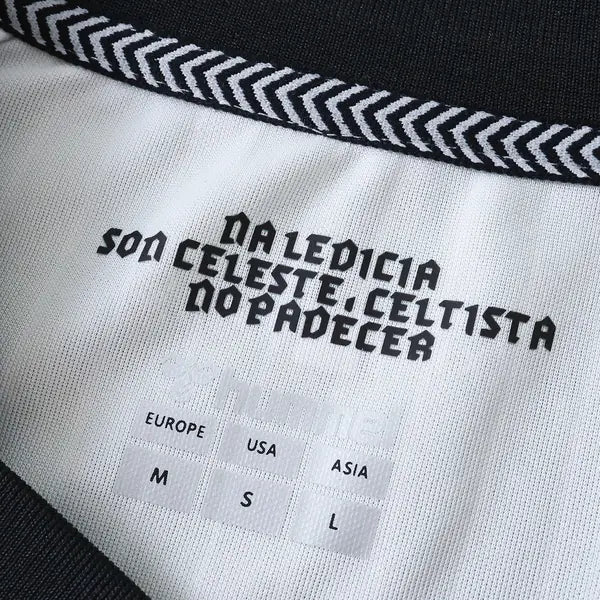 NA LEDICIA
SON CELESTE, CELTISTA
NO PADECER
hummel
EUROPE USA ASIA
M S L